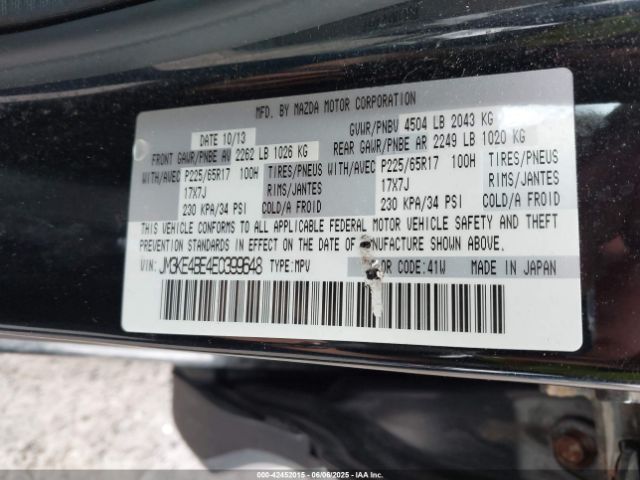 MFD. BY MAZDA MOTOR CORPORATION
DATE 10/13 GVWR/PNBV 4504 LB 2043 KG
FRONT GAWR/PNBE AV 2262 LB 1026 KG REAR GAWR/PNBE AR 2249 LB 1020 KG
WITH/AVEC P225/65R17 100H TIRES/PNEUS WITH/AVEC P225/65R17 100H TIRES/PNEUS
17X7J RIMS/JANTES 17X7J RIMS/JANTES
230 KPA/34 PSI COLD/A FROID 230 KPA/34 PSI COLD/A FROID
THIS VEHICLE CONFORMS TO ALL APPLICABLE FEDERAL MOTOR VEHICLE SAFETY AND THEFT
PREVENTION STANDARDS IN EFFECT ON THE DATE OF MANUFACTURE SHOWN ABOVE.
VIN: JM3KE4BE4E0399648 TYPE:MPV OR CODE:41W MADE IN JAPAN
000-42452015 - 06/06/2025 - IAAI.COM